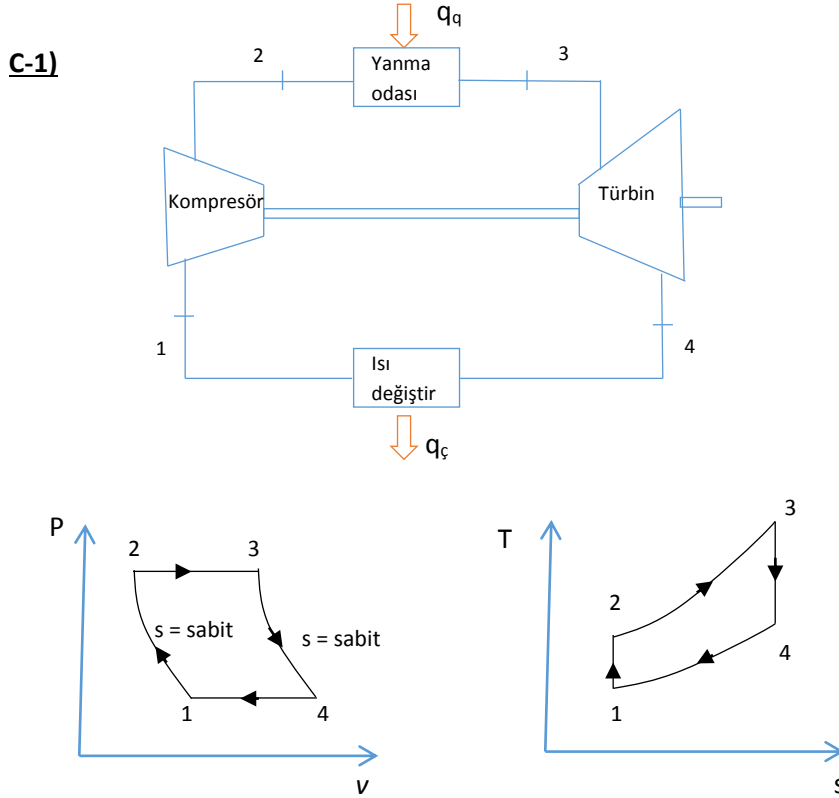 C-1)
q_q
2
Yanma
odası
3
Kompresör
Türbin
1
Isı
değiştir
4
q_ç
P
2
3
s = sabit
s = sabit
1
4
v
T
3
2
4
1
s